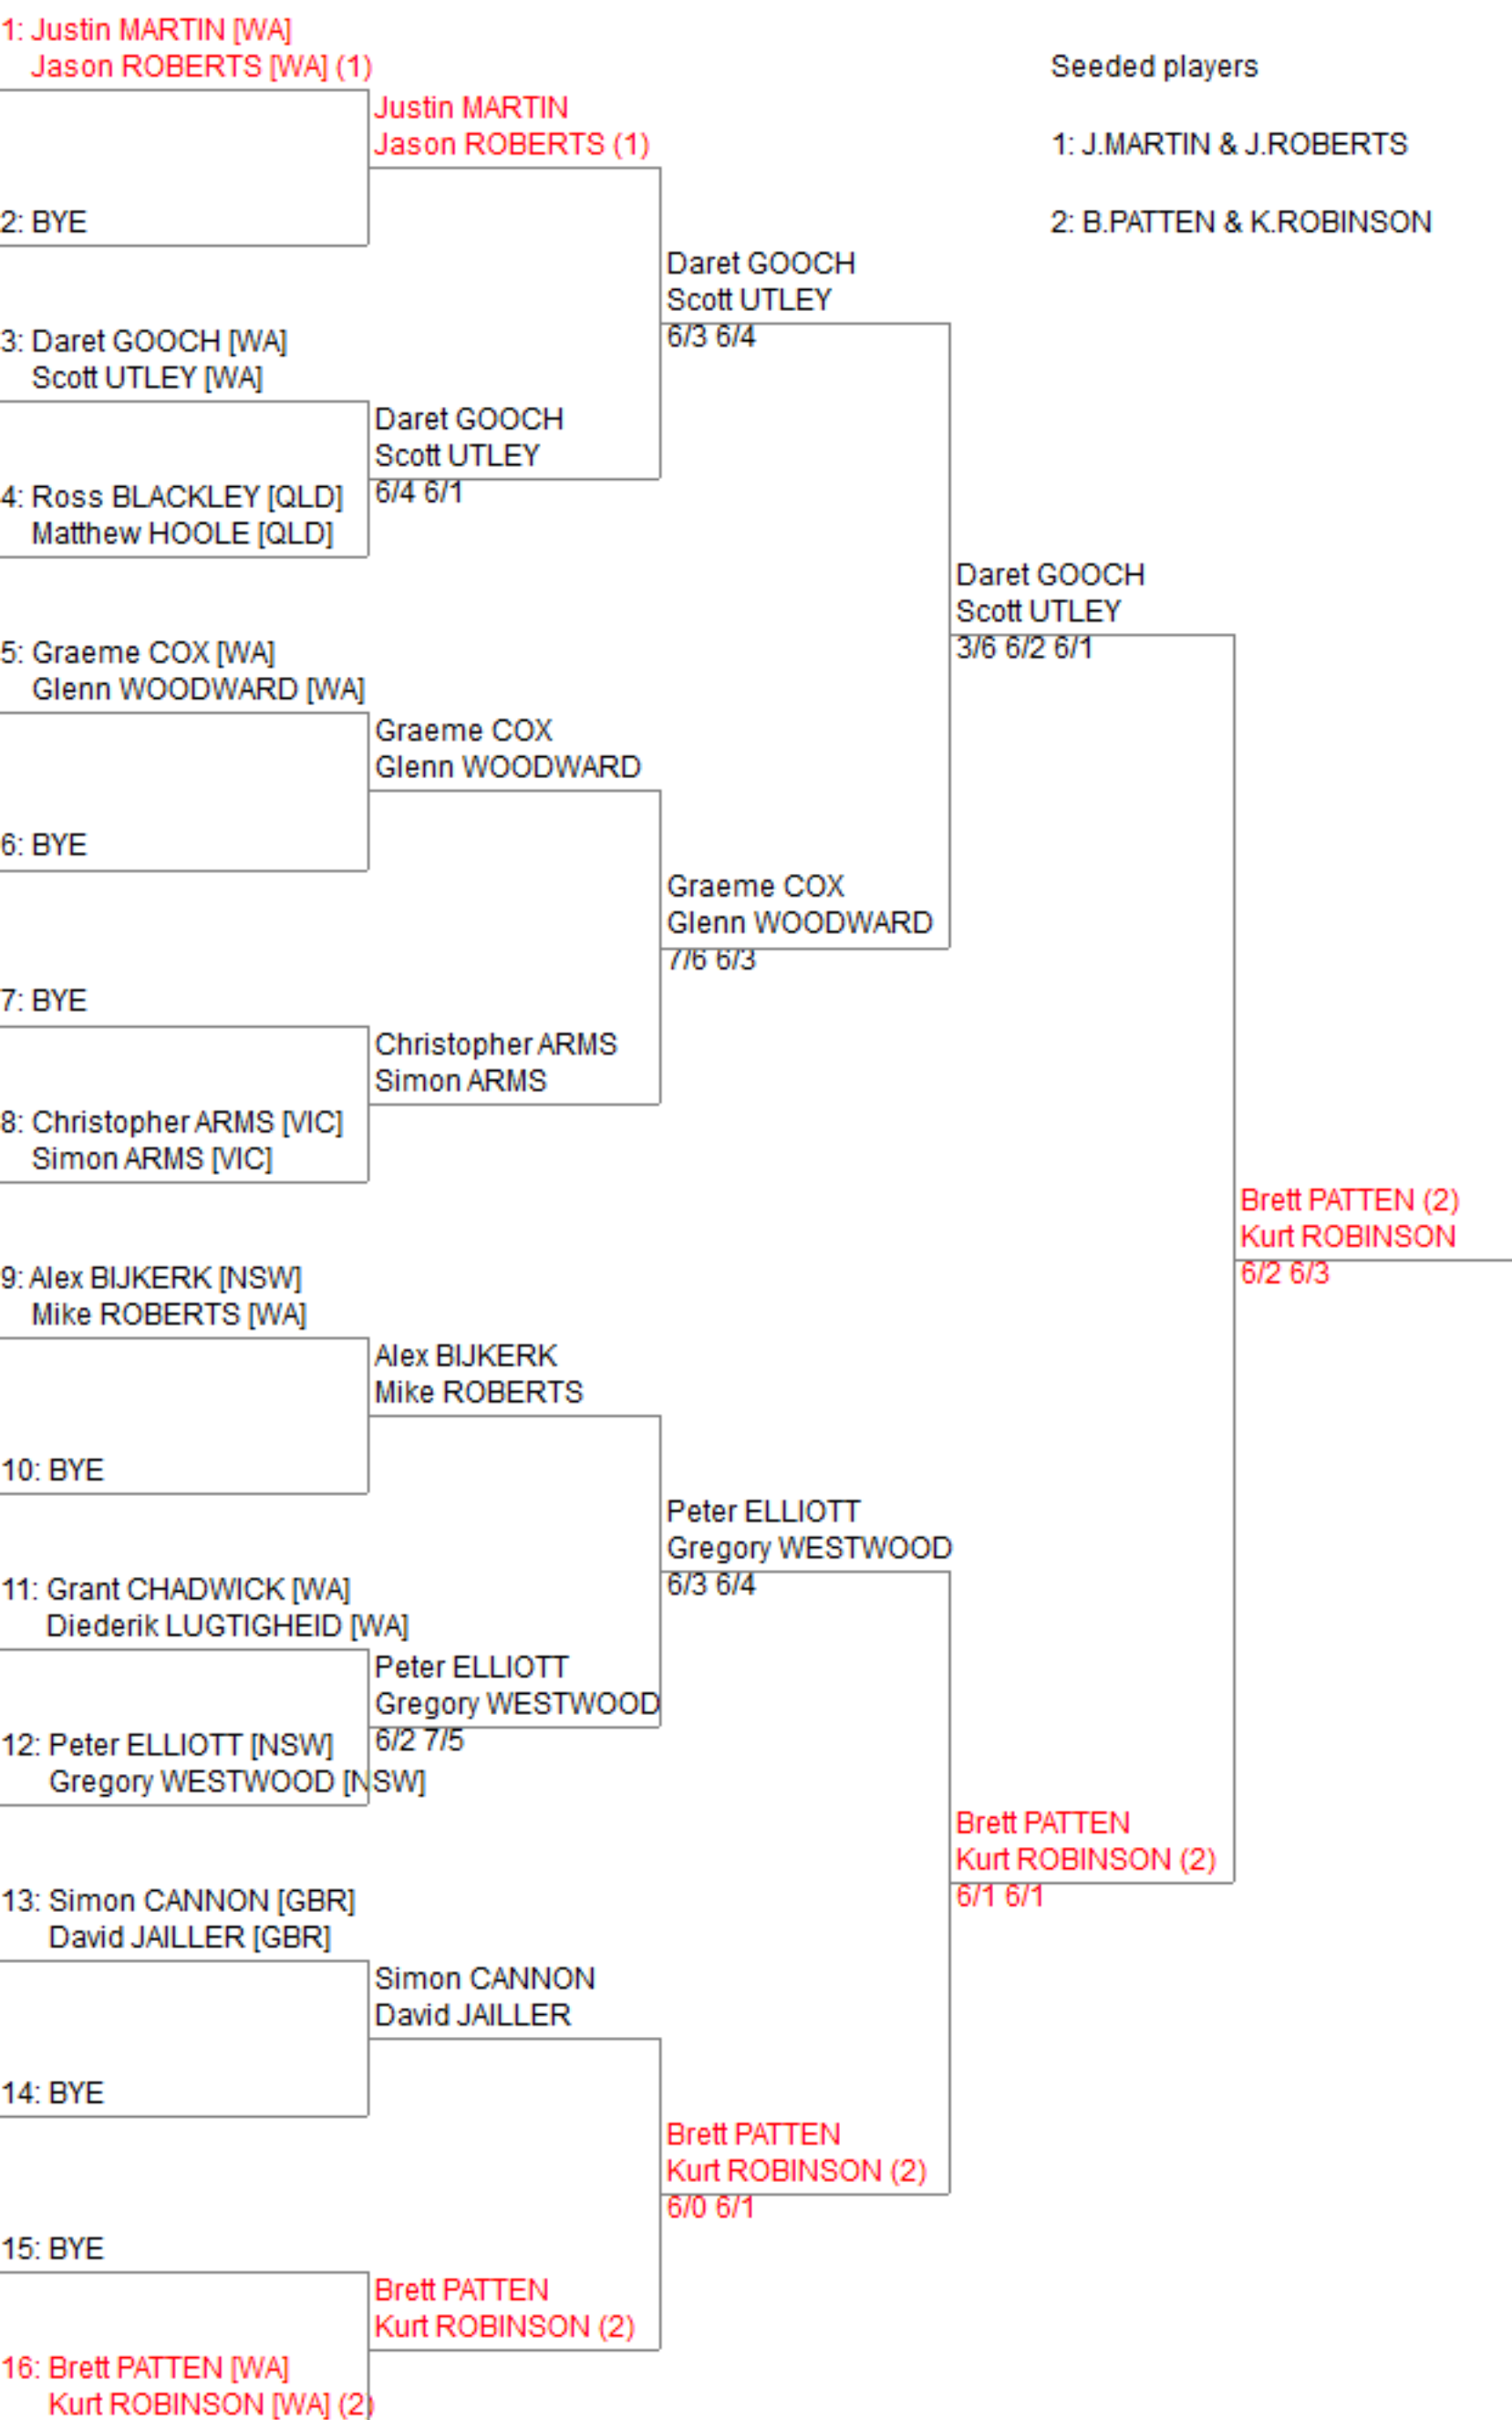 1: Justin MARTIN [WA]
Jason ROBERTS [WA] (1)
2: BYE
3: Daret GOOCH [WA]
Scott UTLEY [WA]
4: Ross BLACKLEY [QLD]
Matthew HOOLE [QLD]
5: Graeme COX [WA]
Glenn WOODWARD [WA]
6: BYE
7: BYE
8: Christopher ARMS [VIC]
Simon ARMS [VIC]
9: Alex BIJKERK [NSW]
Mike ROBERTS [WA]
10: BYE
11: Grant CHADWICK [WA]
Diederik LUGTIGHEID [WA]
12: Peter ELLIOTT [NSW]
Gregory WESTWOOD [NSW]
13: Simon CANNON [GBR]
David JAILLER [GBR]
14: BYE
15: BYE
16: Brett PATTEN [WA]
Kurt ROBINSON [WA] (2)
Justin MARTIN
Jason ROBERTS (1)
Daret GOOCH
Scott UTLEY
6/4 6/1
Graeme COX
Glenn WOODWARD
Christopher ARMS
Simon ARMS
Alex BIJKERK
Mike ROBERTS
Peter ELLIOTT
Gregory WESTWOOD
6/2 7/5
Simon CANNON
David JAILLER
Brett PATTEN
Kurt ROBINSON (2)
Daret GOOCH
Scott UTLEY
6/3 6/4
Graeme COX
Glenn WOODWARD
7/6 6/3
Peter ELLIOTT
Gregory WESTWOOD
6/3 6/4
Brett PATTEN
Kurt ROBINSON (2)
6/0 6/1
Daret GOOCH
Scott UTLEY
3/6 6/2 6/1
Brett PATTEN
Kurt ROBINSON (2)
6/1 6/1
Brett PATTEN (2)
Kurt ROBINSON
6/2 6/3
Seeded players
1: J.MARTIN & J.ROBERTS
2: B.PATTEN & K.ROBINSON